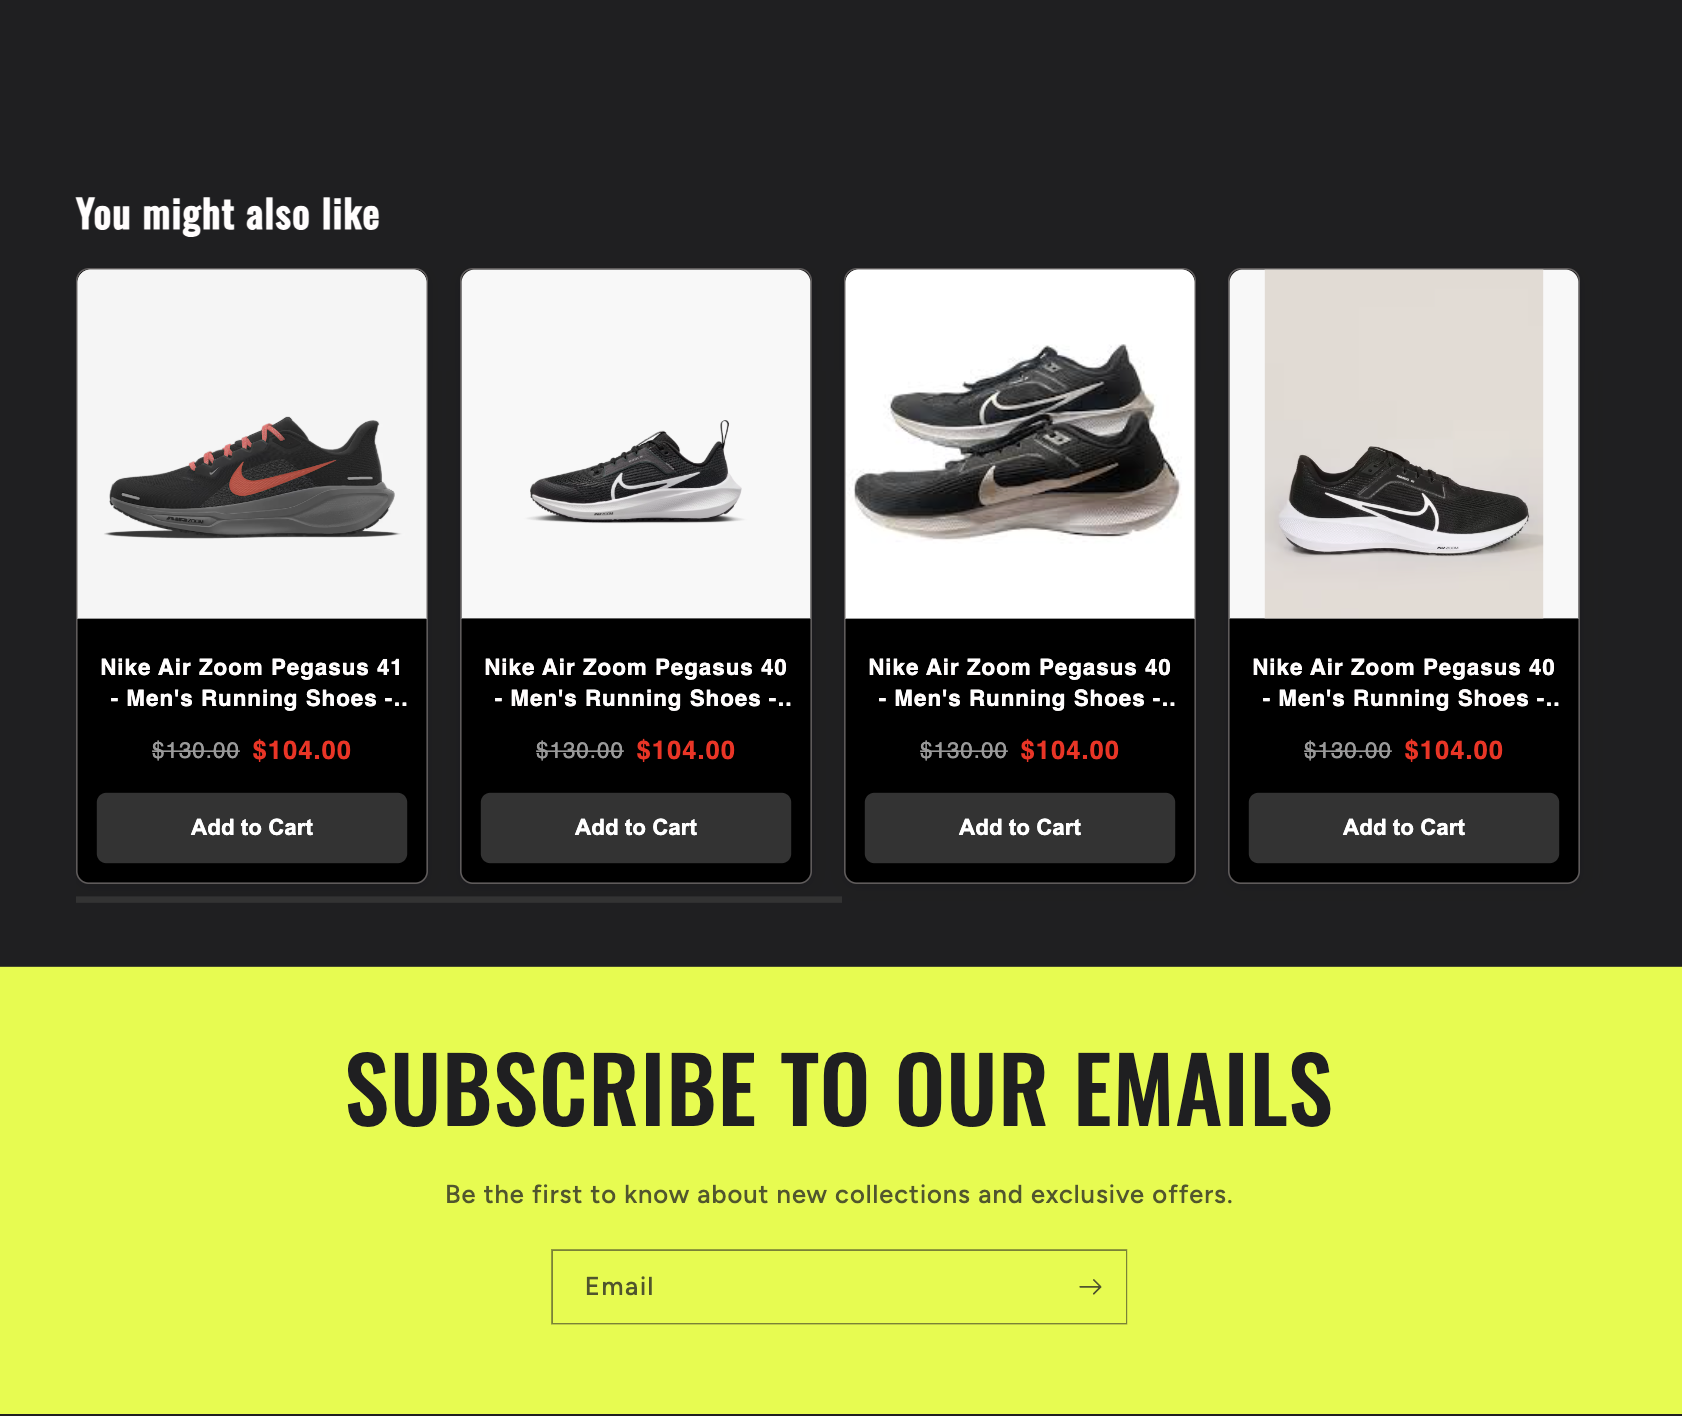 You might also like
Nike Air Zoom Pegasus 41
- Men's Running Shoes -..
$130.00 $104.00
Add to Cart
Nike Air Zoom Pegasus 40
- Men's Running Shoes -..
$130.00 $104.00
Add to Cart
Nike Air Zoom Pegasus 40
- Men's Running Shoes -..
$130.00 $104.00
Add to Cart
Nike Air Zoom Pegasus 40
- Men's Running Shoes -..
$130.00 $104.00
Add to Cart
SUBSCRIBE TO OUR EMAILS
Be the first to know about new collections and exclusive offers.
Email